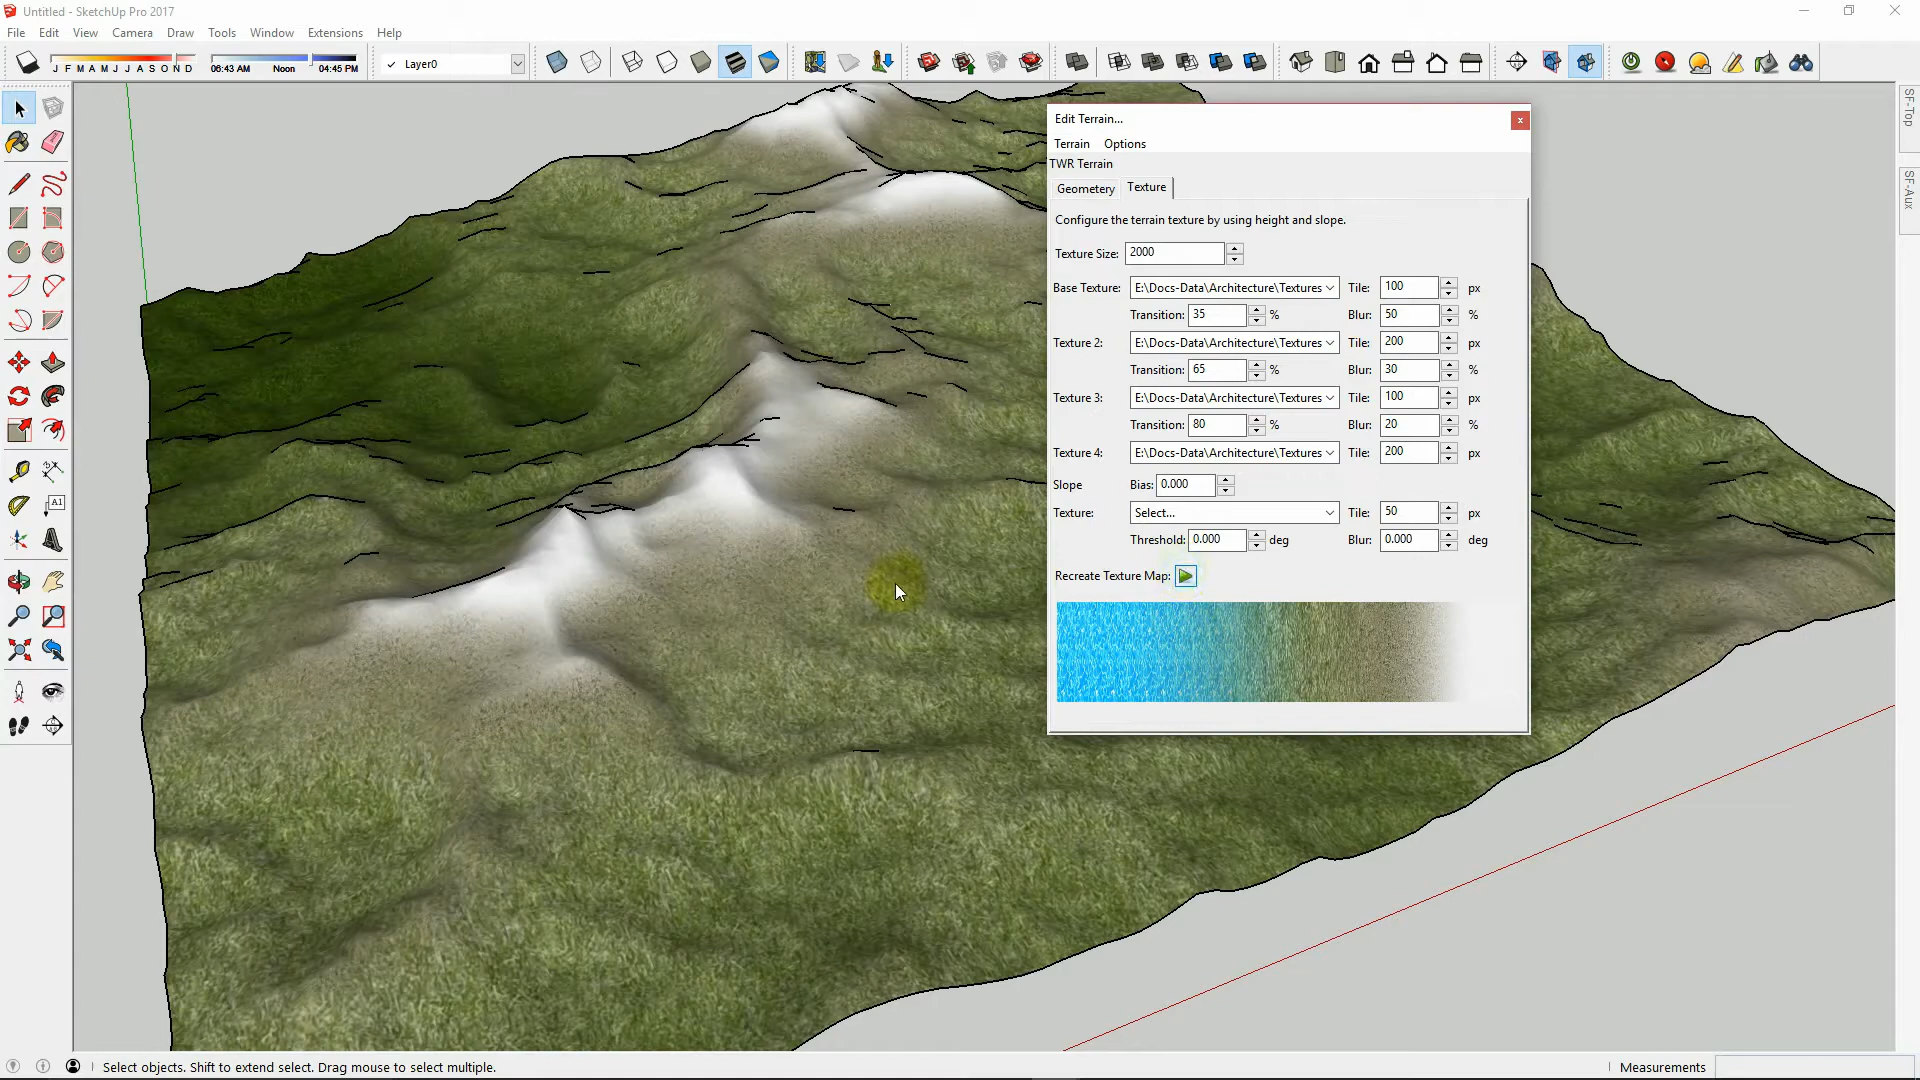 Untitled - SketchUp Pro 2017
File Edit View Camera Draw Tools Window Extensions Help
J F M A M J J A S O N D
06:43 AM Noon 04:45 PM
✓ Layer0
SF-Top
SF-Aux
A1
Edit Terrain...
x
Terrain Options
TWR Terrain
Geometery Texture
Configure the terrain texture by using height and slope.
Texture Size: 2000
Base Texture: E:\Docs-Data\Architecture\Textures Tile: 100 px
Transition: 35 % Blur: 50 %
Texture 2: E:\Docs-Data\Architecture\Textures Tile: 200 px
Transition: 65 % Blur: 30 %
Texture 3: E:\Docs-Data\Architecture\Textures Tile: 100 px
Transition: 80 % Blur: 20 %
Texture 4: E:\Docs-Data\Architecture\Textures Tile: 200 px
Slope Bias: 0.000
Texture: Select... Tile: 50 px
Threshold: 0.000 deg Blur: 0.000 deg
Recreate Texture Map:
Select objects. Shift to extend select. Drag mouse to select multiple.
Measurements